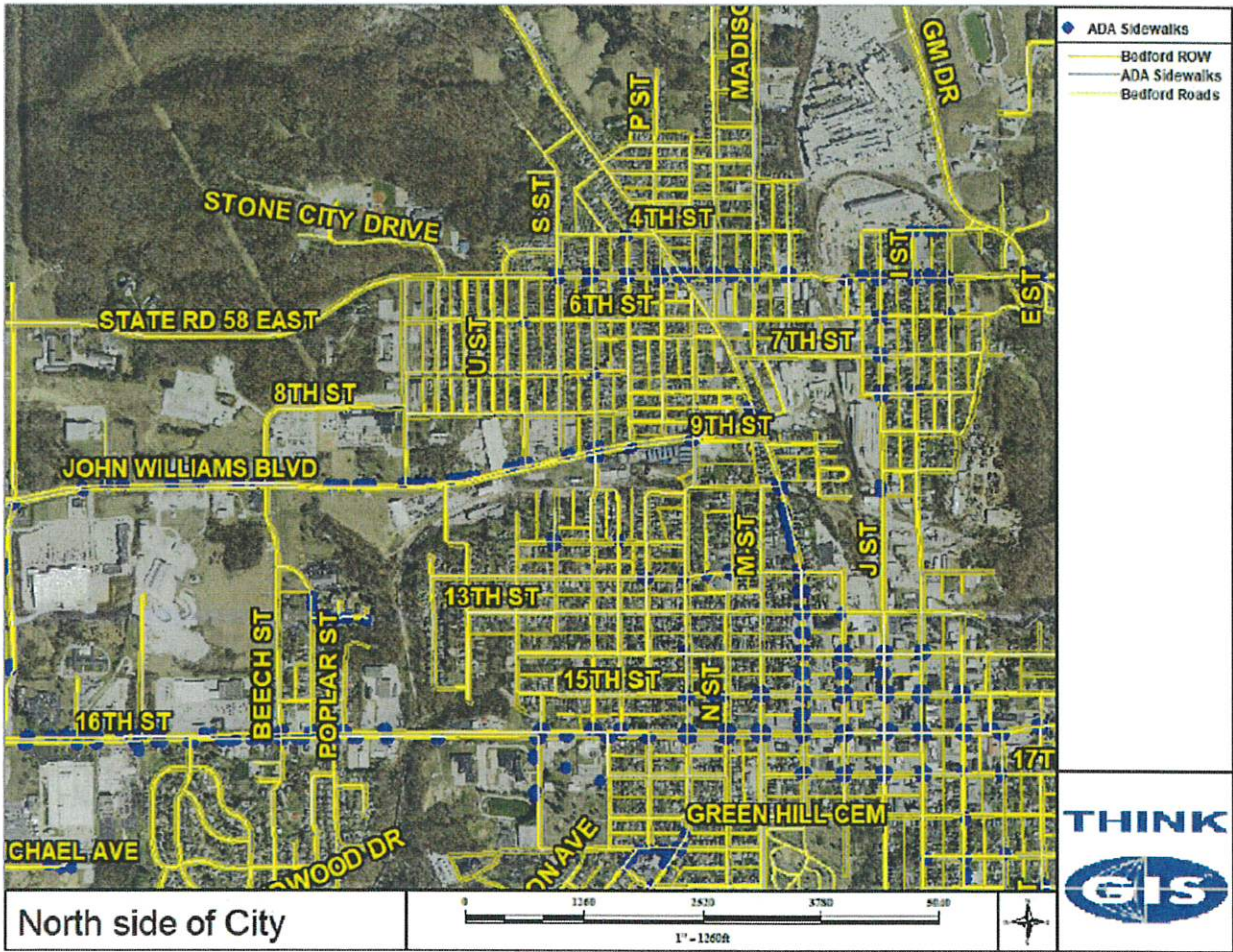 MADISO
GM DR
P ST
STONE CITY DRIVE
S ST
4TH ST
I ST
E ST
6TH ST
STATE RD 58 EAST
U ST
7TH ST
8TH ST
9TH ST
JOHN WILLIAMS BLVD
M ST
J ST
13TH ST
BEECH ST
POPLAR ST
15TH ST
N ST
16TH ST
17T
GREEN HILL CEM
ICHAEL AVE
OWOOD DR
ON AVE
ADA Sidewalks
Bedford ROW
ADA Sidewalks
Bedford Roads
North side of City
0 1260 2520 3780 5040
1" = 1260ft
THINK
GIS